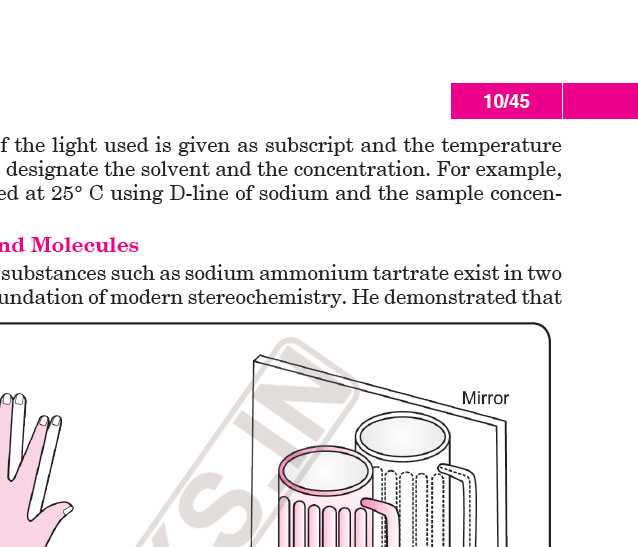 10/45
f the light used is given as subscript and the temperature
designate the solvent and the concentration. For example,
ed at 25° C using D-line of sodium and the sample concen-
nd Molecules
substances such as sodium ammonium tartrate exist in two
undation of modern stereochemistry. He demonstrated that
Mirror
KS.IN